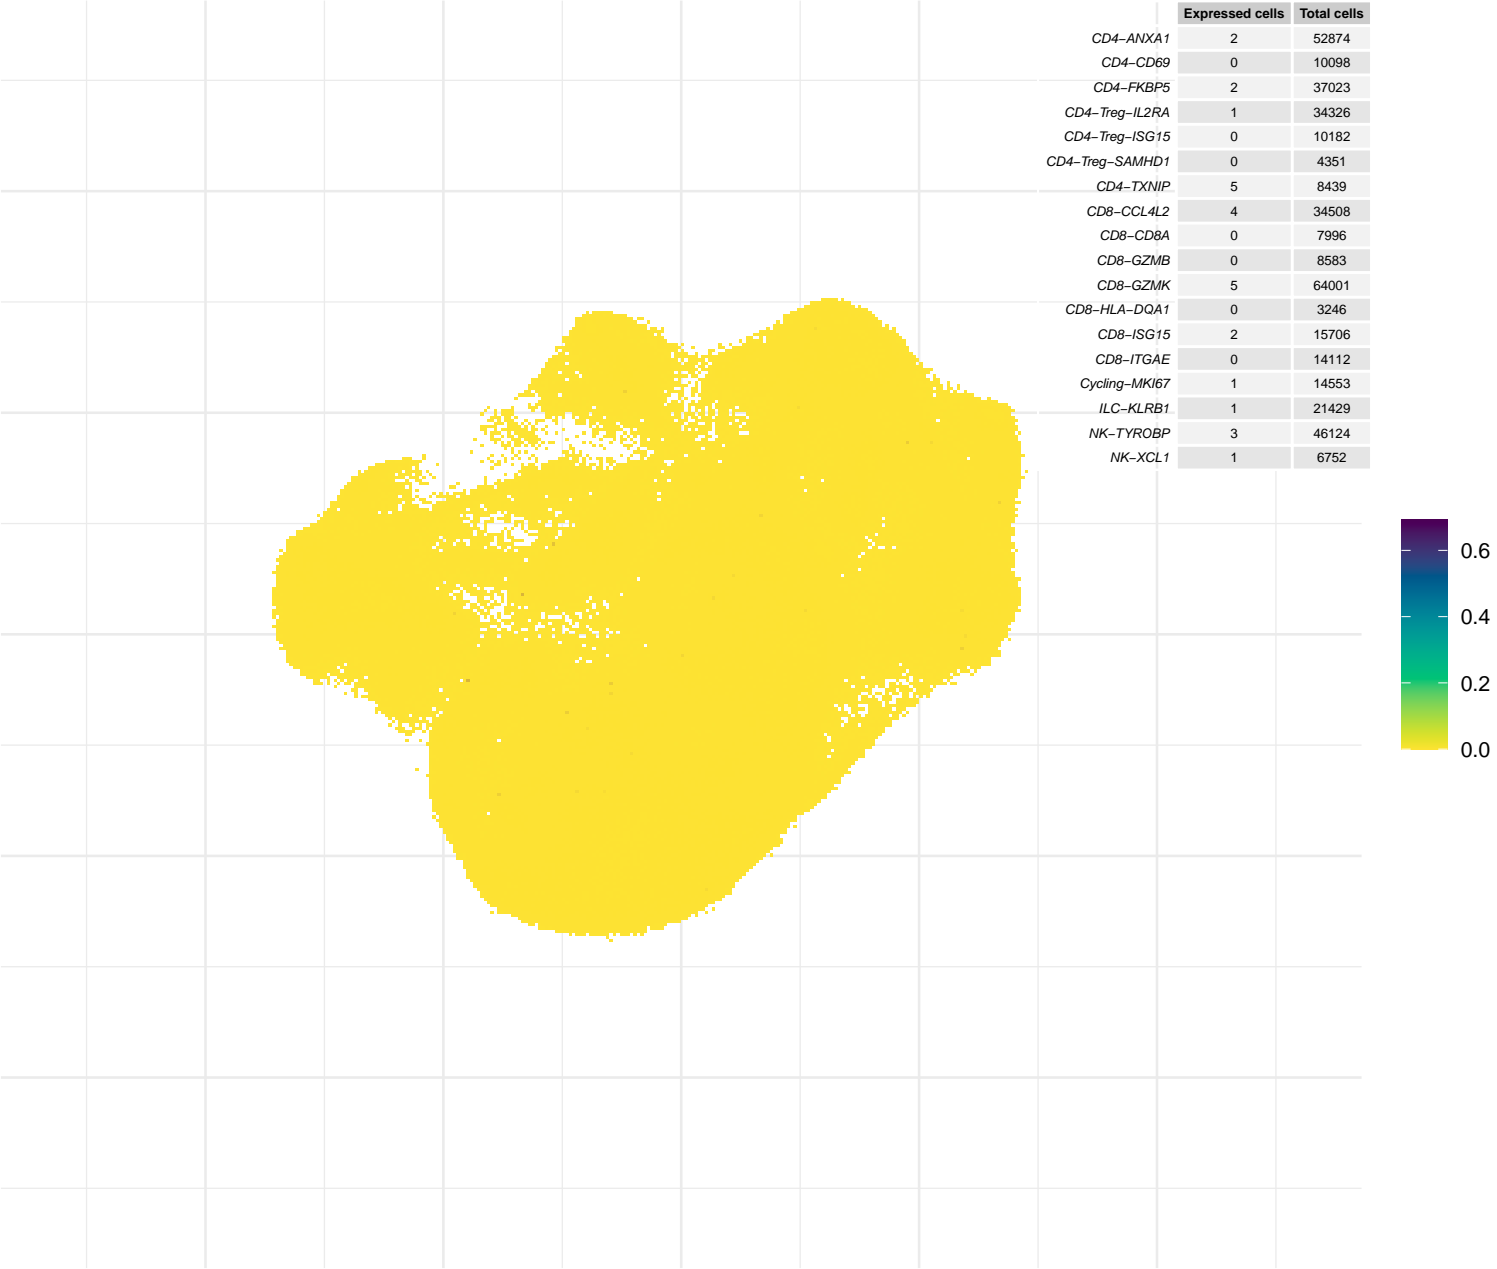 Expressed cells Total cells
CD4−ANXA1 2 52874
CD4−CD69 0 10098
CD4−FKBP5 2 37023
CD4−Treg−IL2RA 1 34326
CD4−Treg−ISG15 0 10182
CD4−Treg−SAMHD1 0 4351
CD4−TXNIP 5 8439
CD8−CCL4L2 4 34508
CD8−CD8A 0 7996
CD8−GZMB 0 8583
CD8−GZMK 5 64001
CD8−HLA−DQA1 0 3246
CD8−ISG15 2 15706
CD8−ITGAE 0 14112
Cycling−MKI67 1 14553
ILC−KLRB1 1 21429
NK−TYROBP 3 46124
NK−XCL1 1 6752
0.6
0.4
0.2
0.0